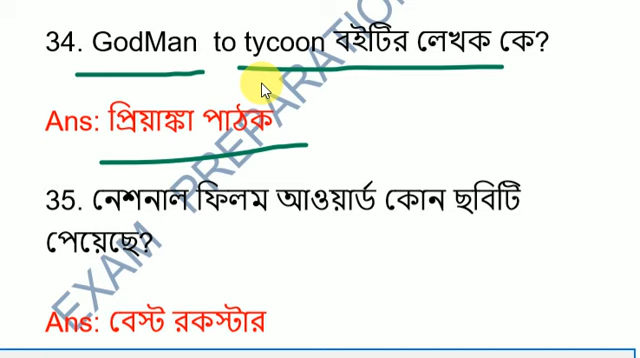 34. GodMan to tycoon বইটির লেখক কে?
Ans: প্রিয়াঙ্কা পাঠক
35. নেশনাল ফিলম আওয়ার্ড কোন ছবিটি
পেয়েছে?
Ans: বেস্ট রকস্টার
EXAM PREPARATION